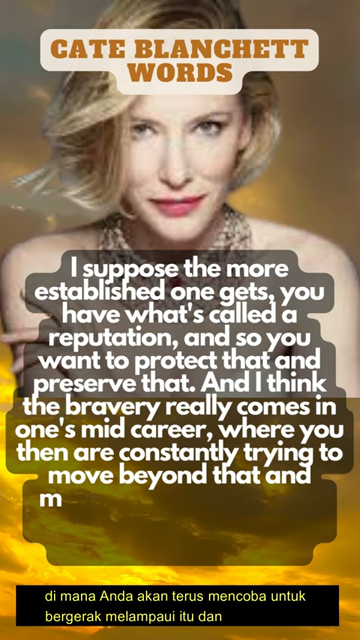 CATE BLANCHETT
WORDS
I suppose the more
established one gets, you
have what's called a
reputation, and so you
want to protect that and
preserve that. And I think
the bravery really comes in
one's mid career, where you
then are constantly trying to
move beyond that and
m
di mana Anda akan terus mencoba untuk
bergerak melampaui itu dan